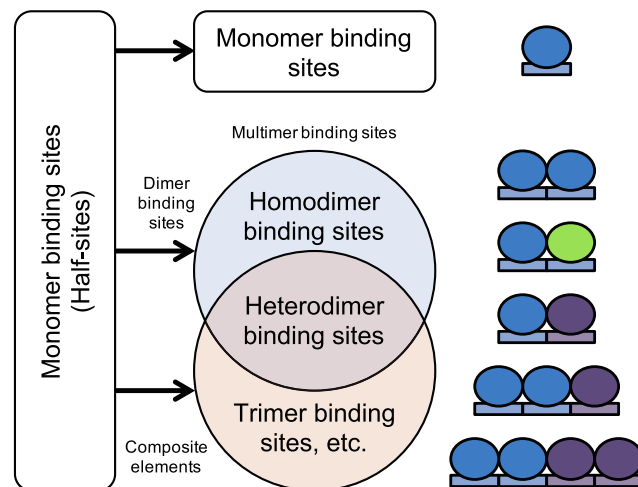 Monomer binding sites
(Half-sites)
Monomer binding
sites
Multimer binding sites
Dimer
binding
sites
Homodimer
binding sites
Heterodimer
binding sites
Trimer binding
sites, etc.
Composite
elements